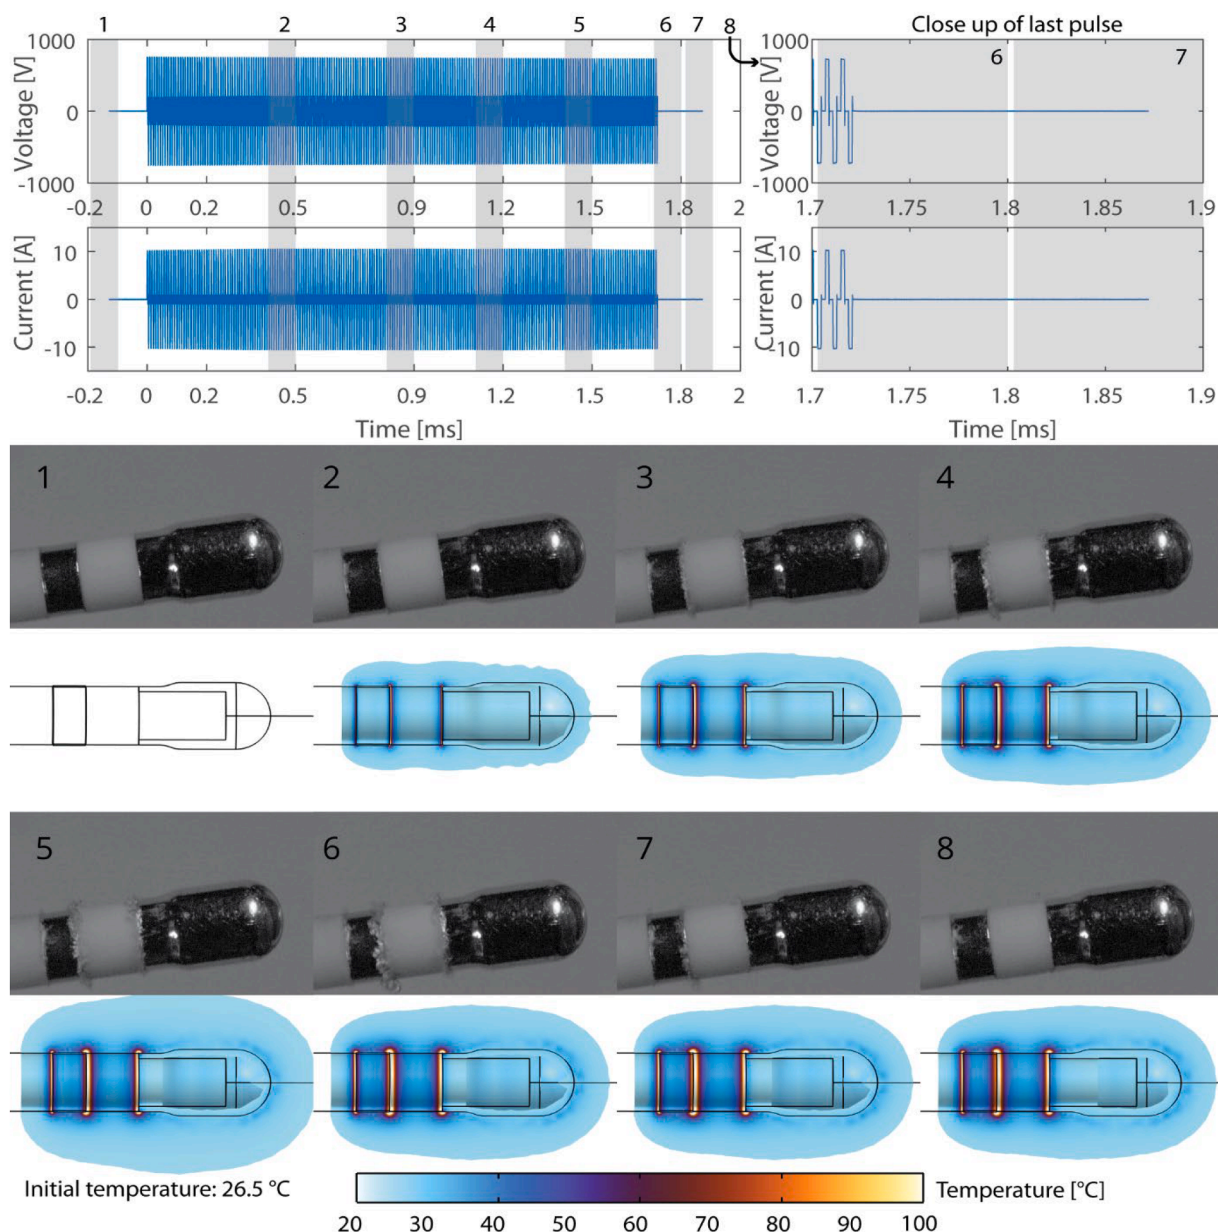 1 2 3 4 5 6 7 8 Close up of last pulse
1000
0
-1000
Voltage [V]
-0.2 0 0.2 0.5 0.9 1.2 1.5 1.8 2
10
0
-10
Current [A]
-0.2 0 0.2 0.5 0.9 1.2 1.5 1.8 2
Time [ms]
6 7
1000
0
-1000
Voltage [V]
1.7 1.75 1.8 1.85 1.9
10
0
-10
Current [A]
1.7 1.75 1.8 1.85 1.9
Time [ms]
1 2 3 4
5 6 7 8
Initial temperature: 26.5 °C
Temperature [°C]
20 30 40 50 60 70 80 90 100